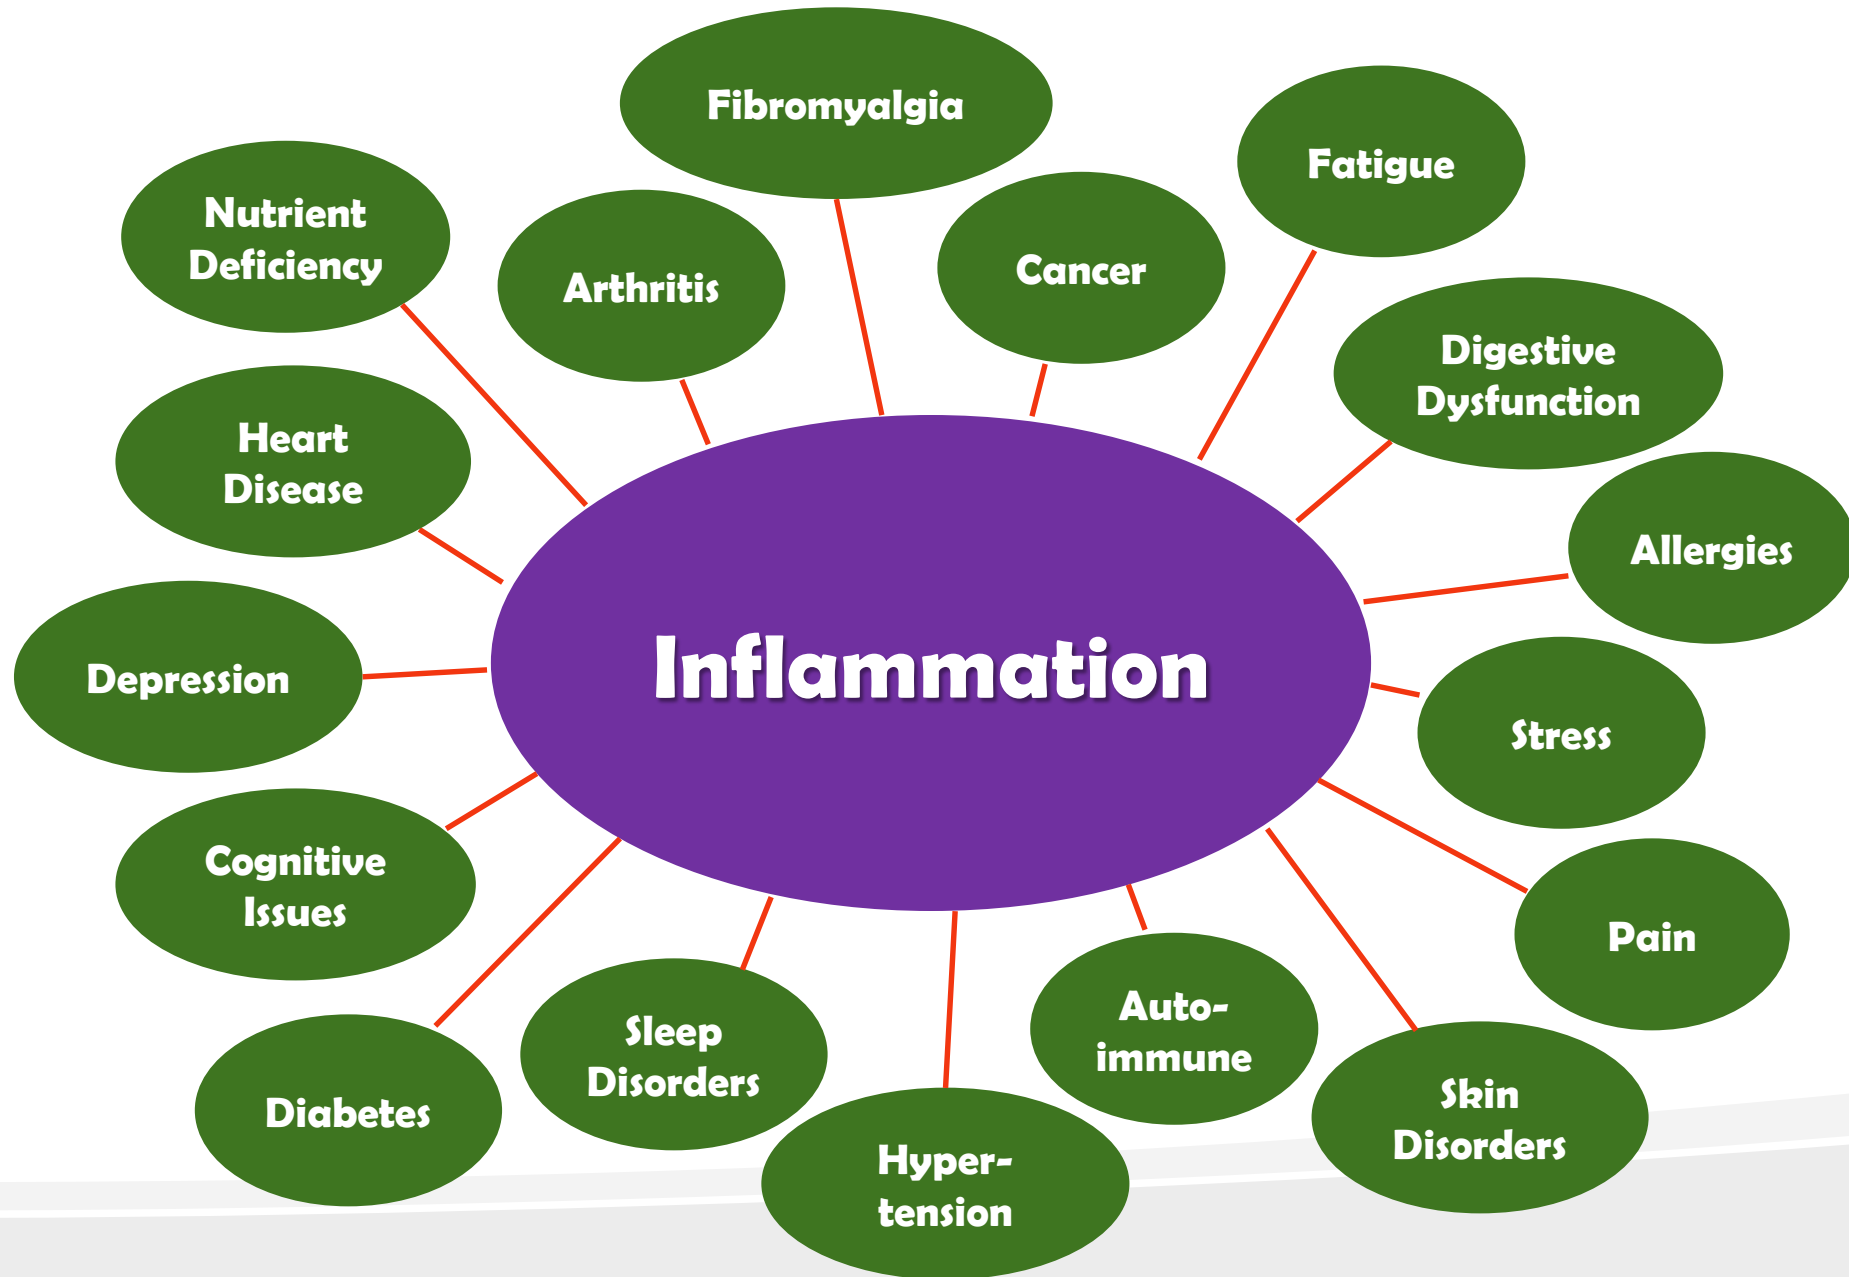 Fibromyalgia
Fatigue
Nutrient
Deficiency
Arthritis
Cancer
Digestive
Dysfunction
Heart
Disease
Allergies
Inflammation
Depression
Stress
Cognitive
Issues
Pain
Auto-
immune
Sleep
Disorders
Diabetes
Skin
Disorders
Hyper-
tension